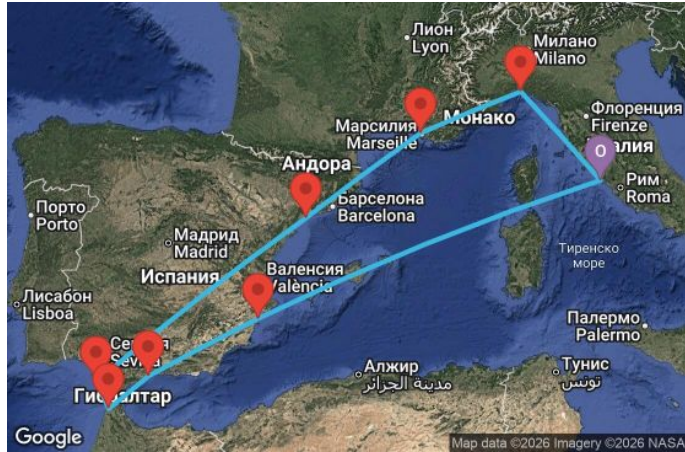 Лион
Lyon
Милано
Milano
Марсилия
Marseille
Монако
Флоренция
Firenze
О
Андора
Барселона
Barcelona
Рим
Roma
Порто
Porto
Мадрид
Madrid
Испания
Валенсия
València
Тиренско
море
Лисабон
Lisboa
Гибралтар
Алжир
مدينة الجزائر
Палермо
Palermo
Тунис
تونس
Google
Map data ©2026 Imagery ©2026 NASA